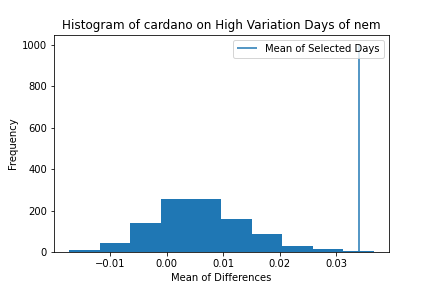 Histogram of cardano on High Variation Days of nem
Mean of Selected Days
1000
800
600
400
200
0
Frequency
−0.01
0.00
0.01
0.02
0.03
Mean of Differences